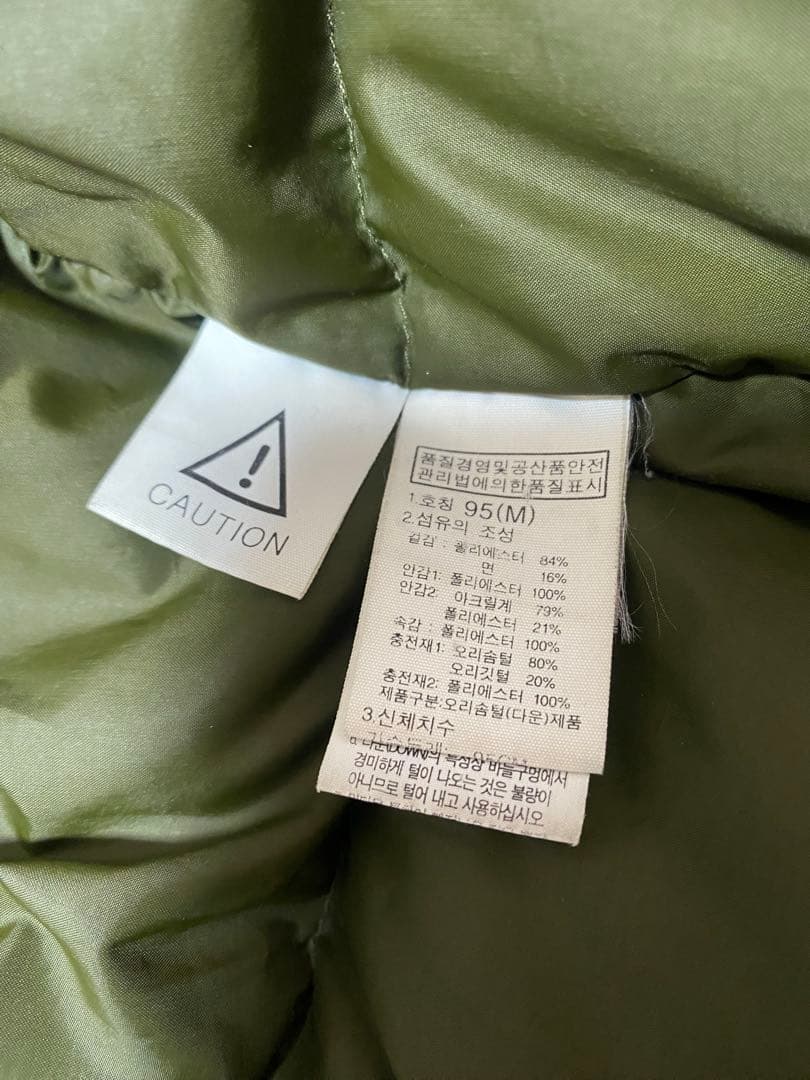 CAUTION
품질경영및공산품안전
관리법에의한품질표시
1.호칭 95(M)
2.섬유의 조성
겉감 : 폴리에스터 84%
면 16%
안감1: 폴리에스터 100%
안감2: 아크릴계 79%
폴리에스터 21%
속감 : 폴리에스터 100%
충전재1: 오리솜털 80%
오리깃털 20%
충전재2: 폴리에스터 100%
제품구분:오리솜털(다운)제품
3.신체치수
다운(DOWN)의 특성상 바늘구멍에서
경미하게 털이 나오는 것은 불량이
아니므로 털어 내고 사용하십시오